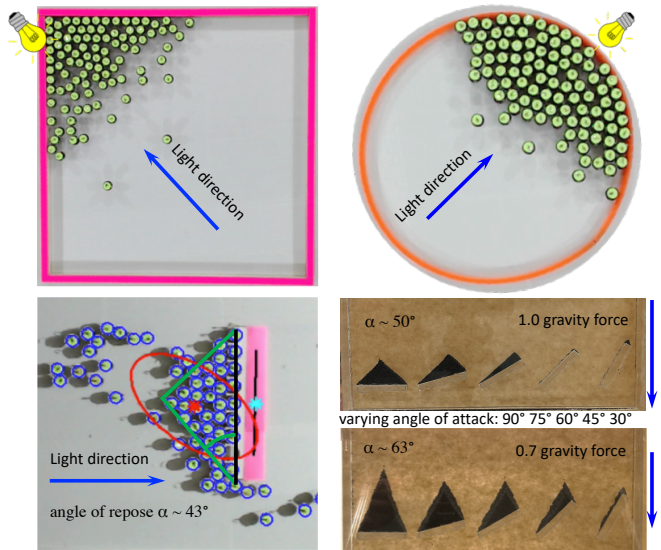 Light direction
Light direction
Light direction
angle of repose α ~ 43°
α ~ 50°
1.0 gravity force
varying angle of attack: 90° 75° 60° 45° 30°
α ~ 63°
0.7 gravity force